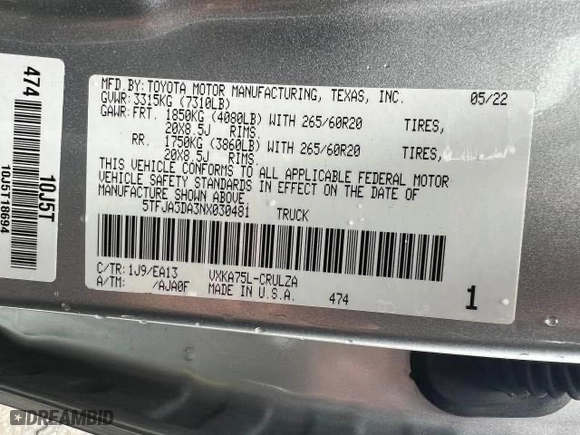 MFD.BY:TOYOTA MOTOR MANUFACTURING, TEXAS, INC. 05/22
GVWR:3315KG (7310LB)
GAWR:FRT. 1850KG (4080LB) WITH 265/60R20 TIRES,
20X8.5J RIMS.
RR. 1750KG (3860LB) WITH 265/60R20 TIRES,
20X8.5J RIMS.
THIS VEHICLE CONFORMS TO ALL APPLICABLE FEDERAL MOTOR
VEHICLE SAFETY STANDARDS IN EFFECT ON THE DATE OF
MANUFACTURE SHOWN ABOVE.
5TFJA5DA3NX030481 TRUCK
C/TR:1J9/EA13 VXKA75L-CRULZA
A/TM: /AJA0F MADE IN U.S.A. 474
1
474
10J5T
10J5T19694
DREAMBID